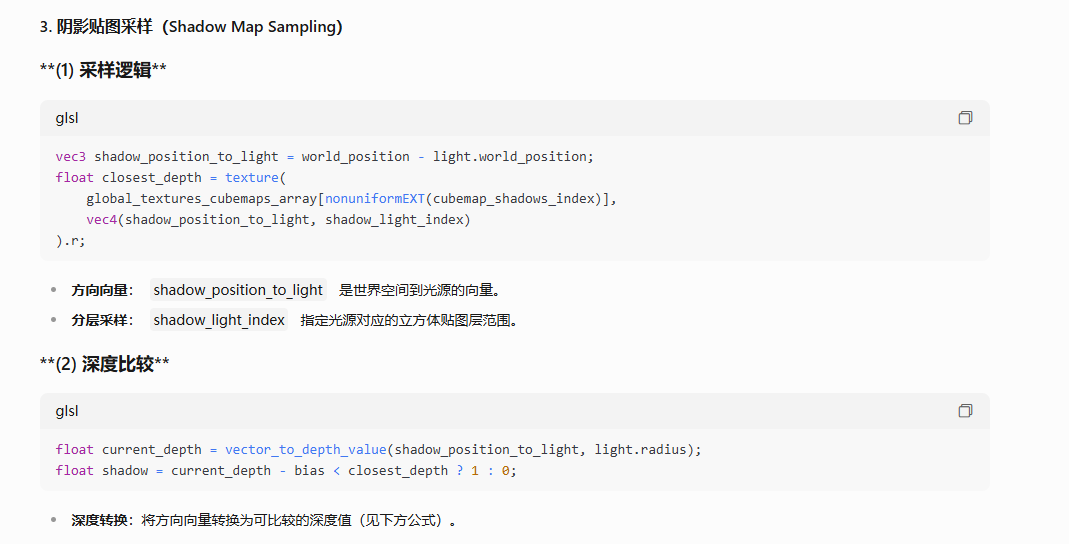 3. 阴影贴图采样（Shadow Map Sampling）
**(1) 采样逻辑**
glsl
vec3 shadow_position_to_light = world_position - light.world_position;
float closest_depth = texture(
    global_textures_cubemaps_array[nonuniformEXT(cubemap_shadows_index)],
    vec4(shadow_position_to_light, shadow_light_index)
).r;
• 方向向量： shadow_position_to_light 是世界空间到光源的向量。
• 分层采样： shadow_light_index 指定光源对应的立方体贴图层范围。
**(2) 深度比较**
glsl
float current_depth = vector_to_depth_value(shadow_position_to_light, light.radius);
float shadow = current_depth - bias < closest_depth ? 1 : 0;
• 深度转换：将方向向量转换为可比较的深度值（见下方公式）。